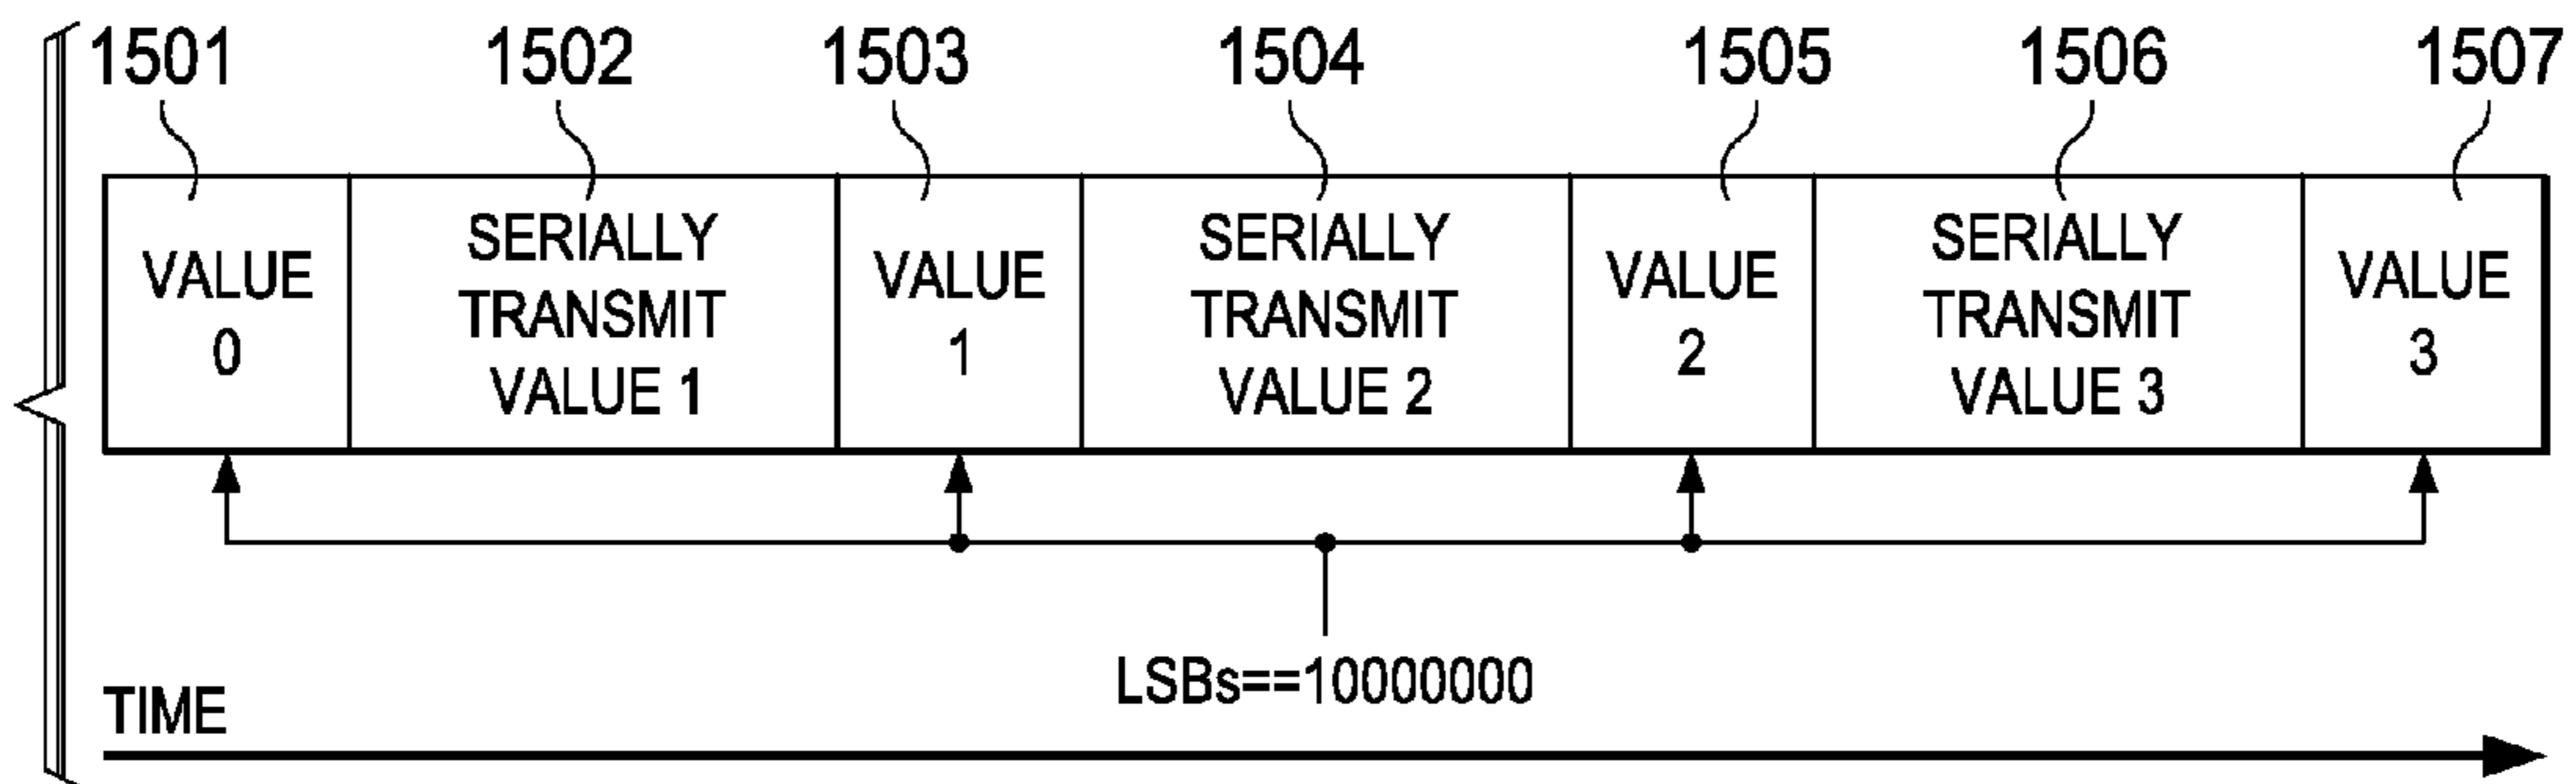 1501 1502 1503 1504 1505 1506 1507
VALUE
0
SERIALLY
TRANSMIT
VALUE 1
VALUE
1
SERIALLY
TRANSMIT
VALUE 2
VALUE
2
SERIALLY
TRANSMIT
VALUE 3
VALUE
3
LSBs==10000000
TIME